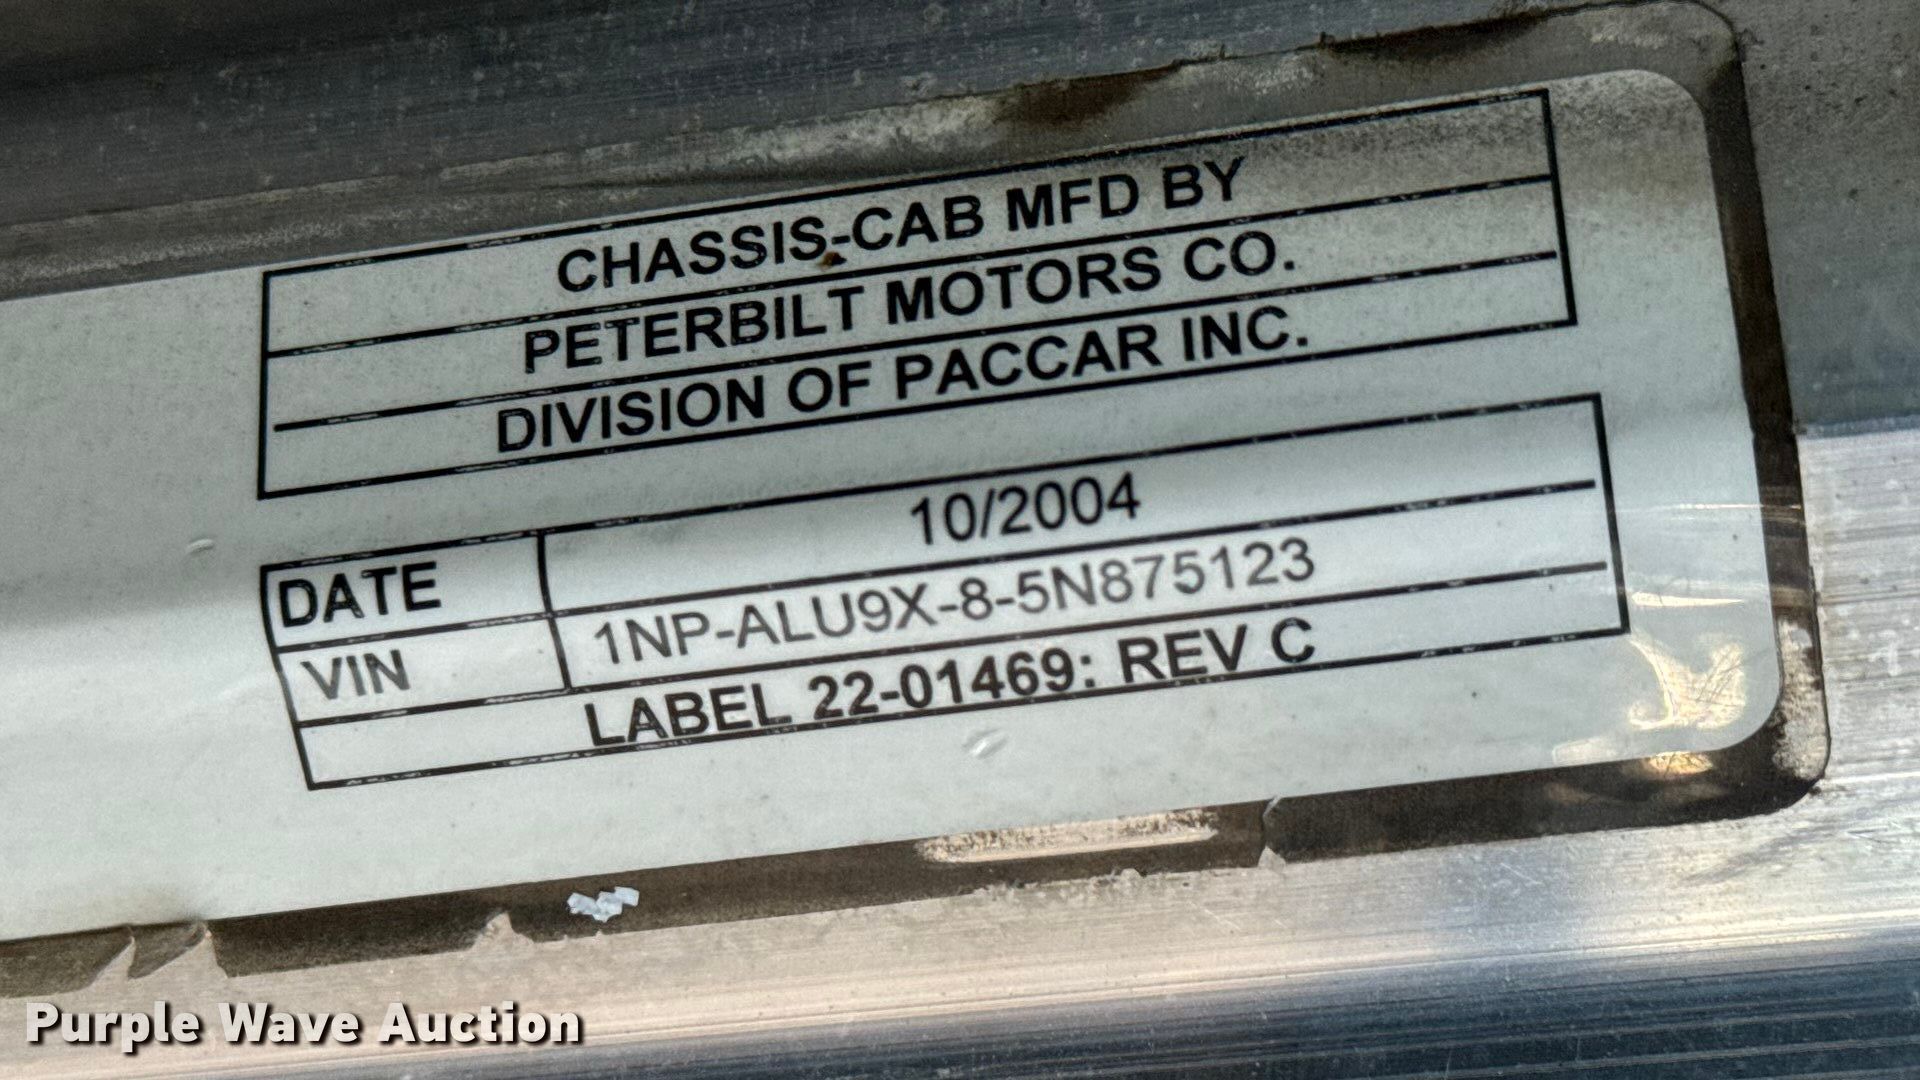 CHASSIS-CAB MFD BY
PETERBILT MOTORS CO.
DIVISION OF PACCAR INC.
DATE 10/2004
VIN 1NP-ALU9X-8-5N875123
LABEL 22-01469: REV C
Purple Wave Auction